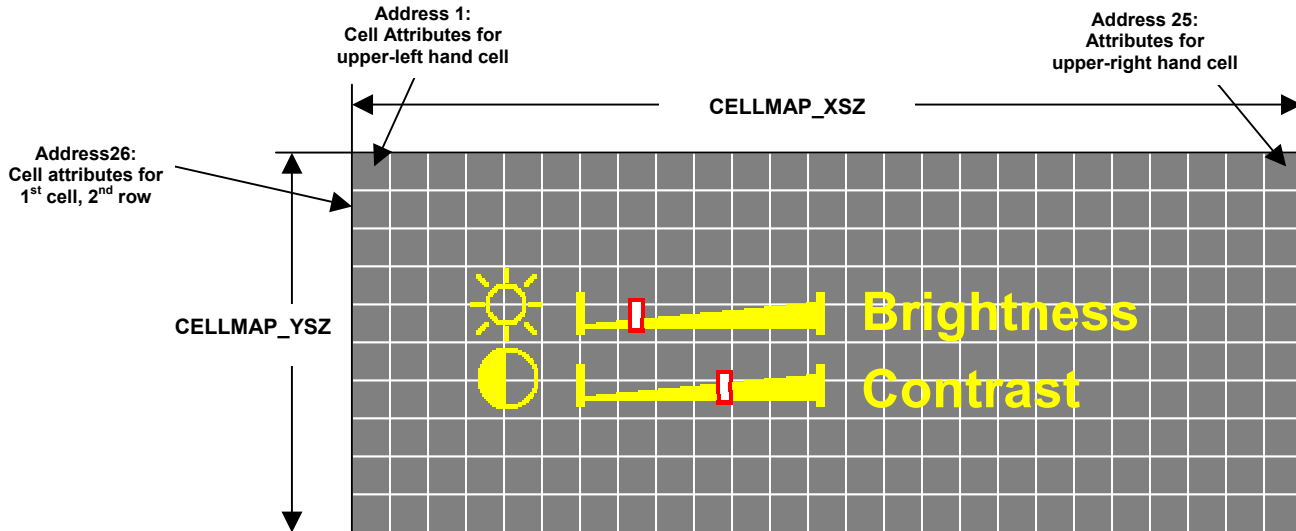 Address 1:
Cell Attributes for
upper-left hand cell
Address 25:
Attributes for
upper-right hand cell
CELLMAP_XSZ
Address26:
Cell attributes for
1st cell, 2nd row
CELLMAP_YSZ
Brightness
Contrast